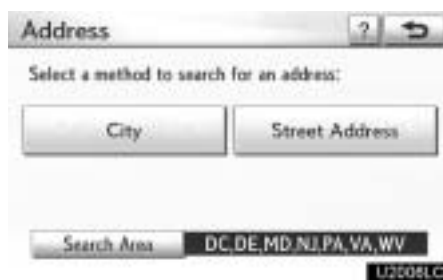 Address ?
Select a method to search for an address:
City Street Address
Search Area DC,DE,MD,NJ,PA,VA,WV
U2008LC